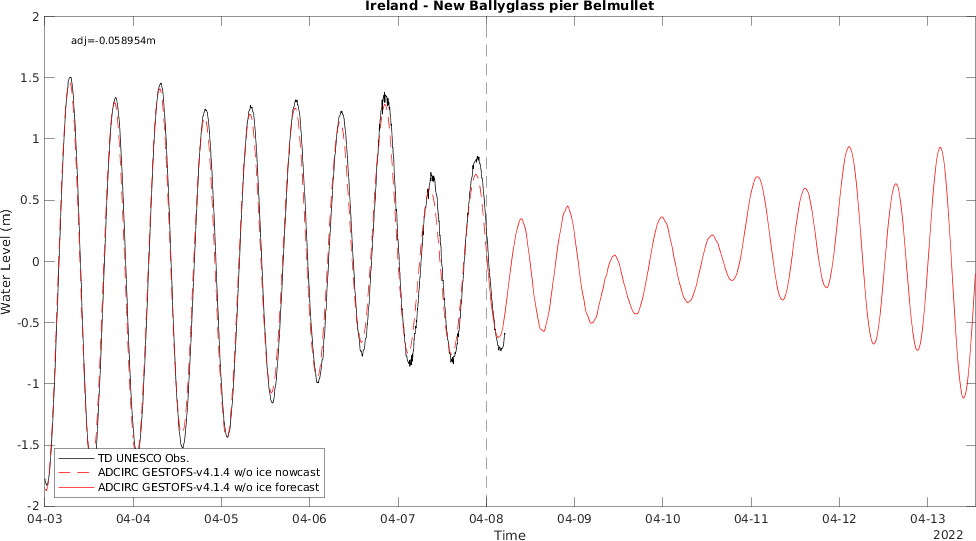 Ireland - New Ballyglass pier Belmullet
adj=-0.058954m
2
1.5
1
0.5
0
-0.5
-1
-1.5
-2
Water Level (m)
TD UNESCO Obs.
ADCIRC GESTOFS-v4.1.4 w/o ice nowcast
ADCIRC GESTOFS-v4.1.4 w/o ice forecast
04-03 04-04 04-05 04-06 04-07 04-08 04-09 04-10 04-11 04-12 04-13
Time
2022